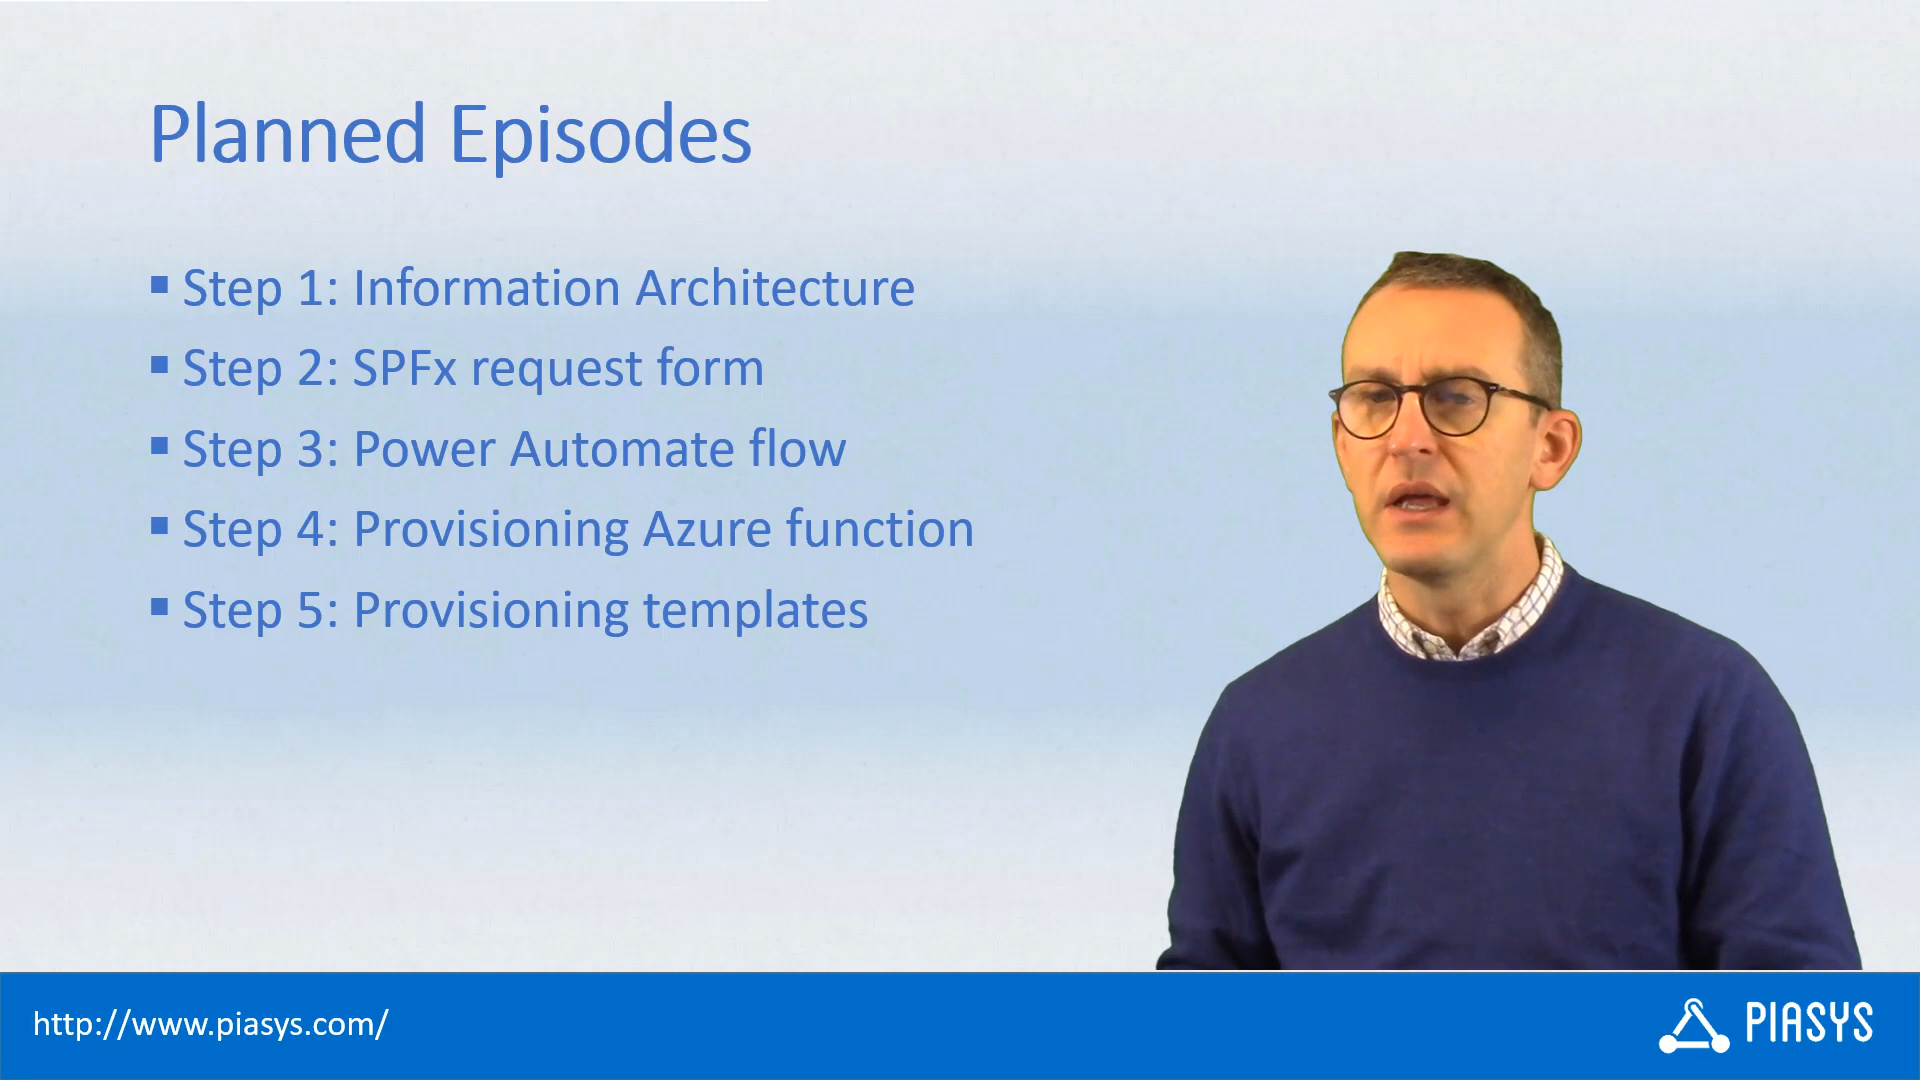 Planned Episodes
▪ Step 1: Information Architecture
▪ Step 2: SPFx request form
▪ Step 3: Power Automate flow
▪ Step 4: Provisioning Azure function
▪ Step 5: Provisioning templates
http://www.piasys.com/
PIASYS